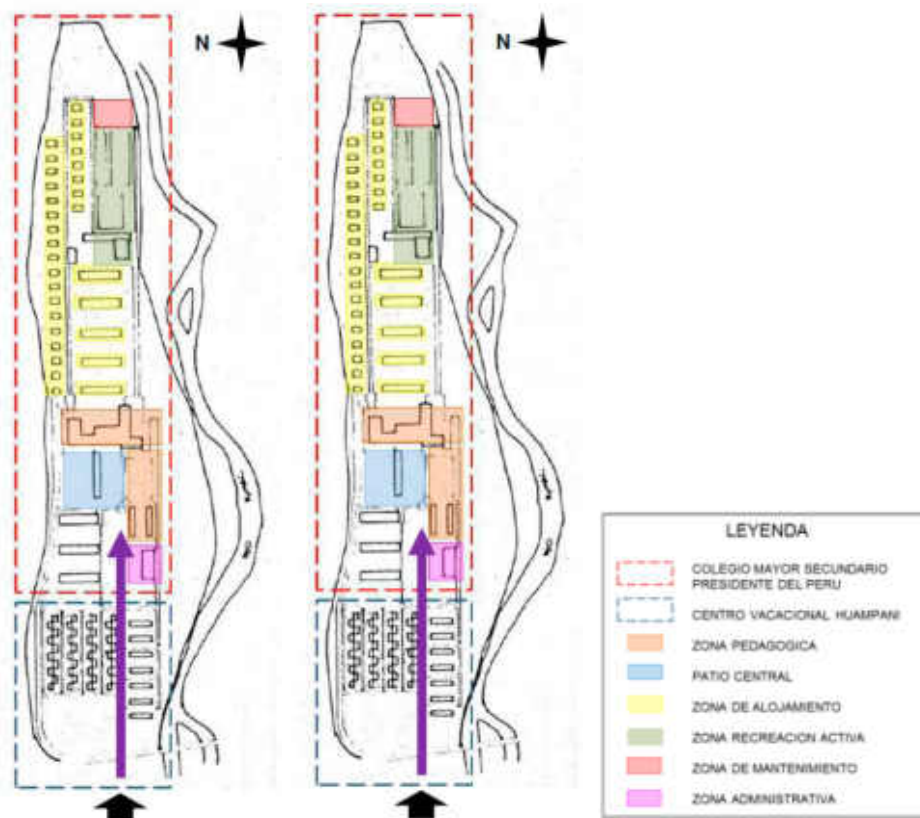 N
N
LEYENDA
COLEGIO MAYOR SECUNDARIO
PRESIDENTE DEL PERU
CENTRO VACACIONAL HUAMPANI
ZONA PEDAGOGICA
PATIO CENTRAL
ZONA DE ALOJAMIENTO
ZONA RECREACION ACTIVA
ZONA DE MANTENIMIENTO
ZONA ADMINISTRATIVA